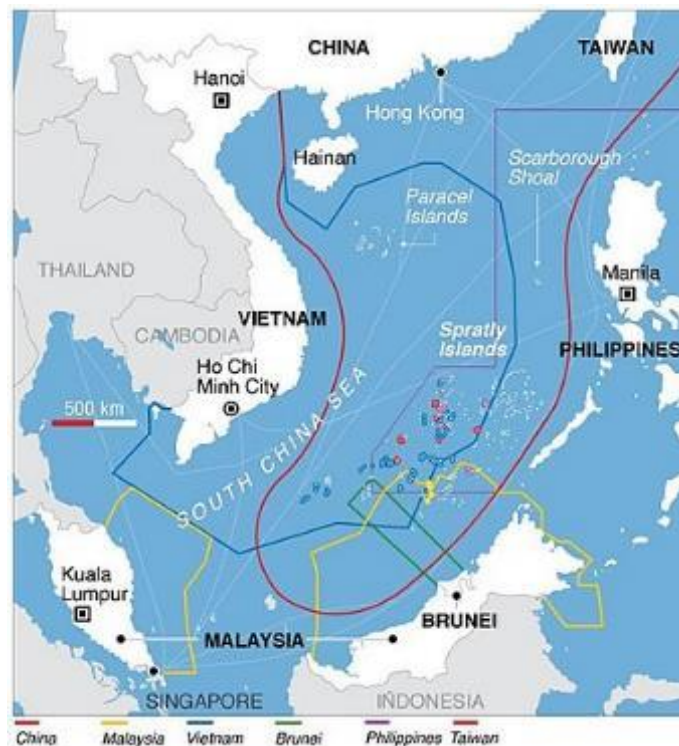 CHINA
TAIWAN
Hanoi
Hong Kong
Hainan
Scarborough
Shoal
Paracel
Islands
THAILAND
Manila
VIETNAM
CAMBODIA
Spratly
Islands
PHILIPPINES
Ho Chi
Minh City
500 km
SOUTH CHINA SEA
Kuala
Lumpur
BRUNEI
MALAYSIA
SINGAPORE
INDONESIA
China
Malaysia
Vietnam
Brunei
Philippines
Taiwan